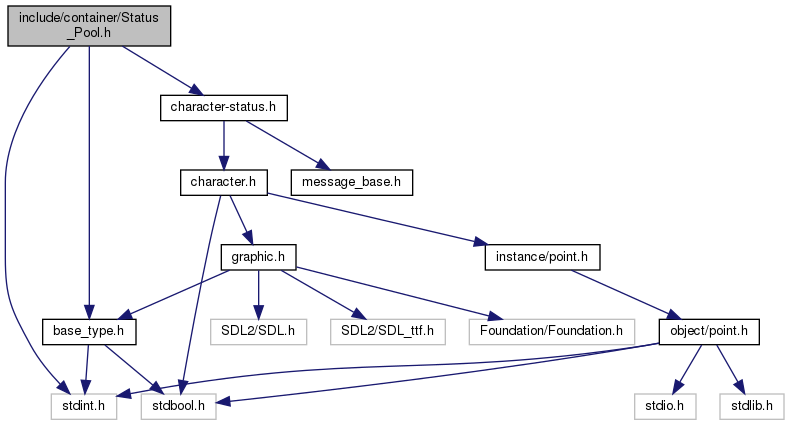 include/container/Status
_Pool.h
character-status.h
character.h
message_base.h
graphic.h
instance/point.h
base_type.h
SDL2/SDL.h
SDL2/SDL_ttf.h
Foundation/Foundation.h
object/point.h
stdint.h
stdbool.h
stdio.h
stdlib.h